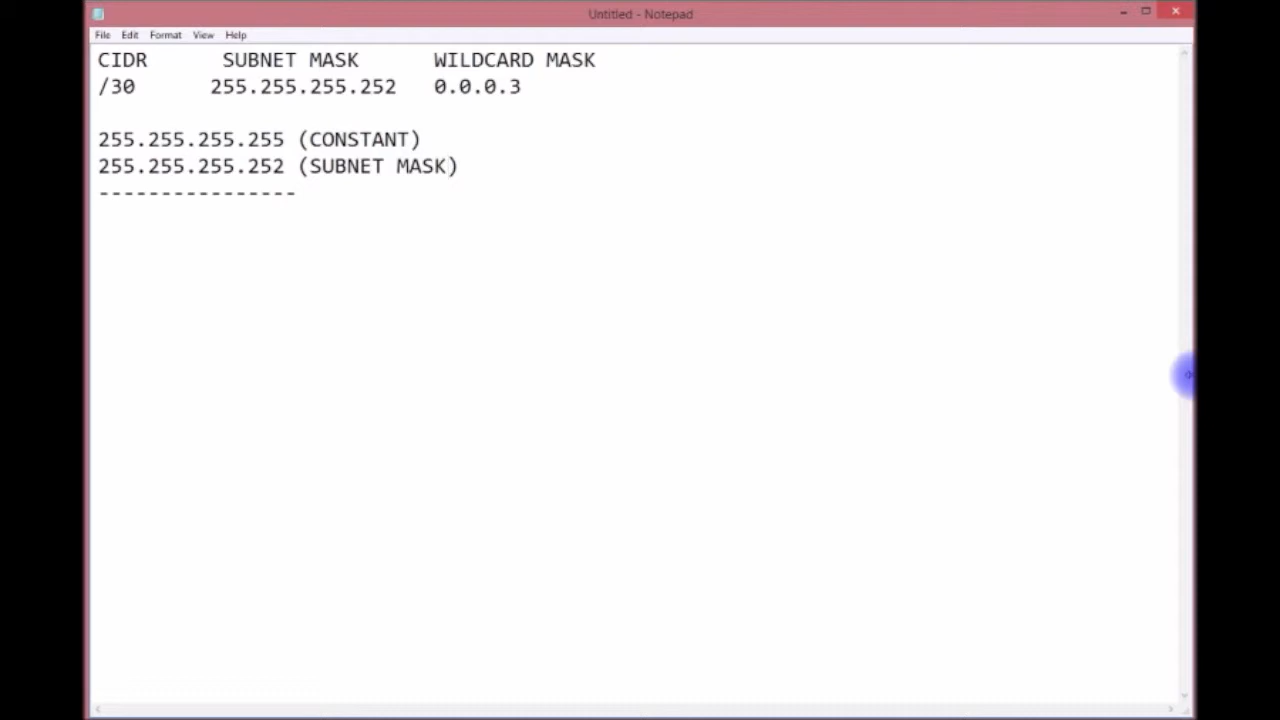 Untitled - Notepad
File Edit Format View Help
CIDR SUBNET MASK WILDCARD MASK
/30 255.255.255.252 0.0.0.3
255.255.255.255 (CONSTANT)
255.255.255.252 (SUBNET MASK)
----------------